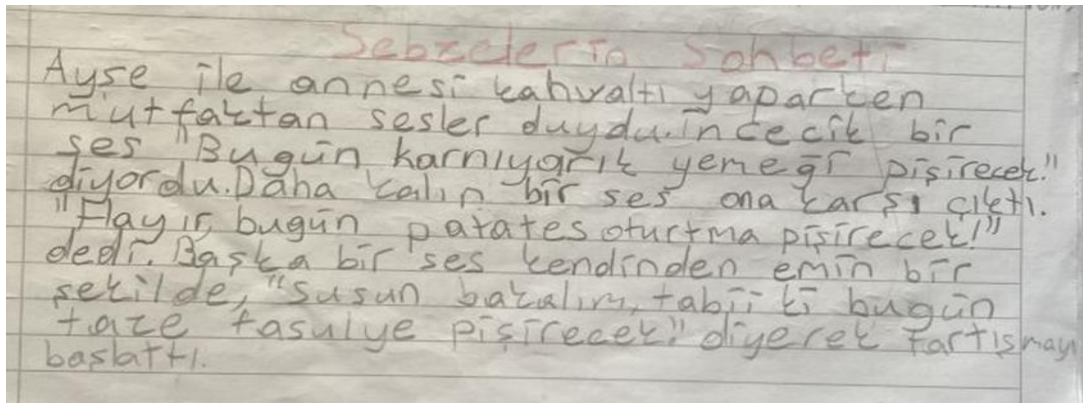 Sebzelerin Sohbeti
Ayşe ile annesi kahvaltı yaparken
mutfaktan sesler duydu.İncecik bir
ses "Bugün karnıyarık yemeği pişirecek."
diyordu.Daha kalın bir ses ona karşı çıktı.
"Hayır, bugün patates oturtma pişirecek!"
dedi. Başka bir ses kendinden emin bir
şekilde, "Susun bakalım, tabii ki bugün
taze fasulye pişirecek." diyerek tartışmayı
başlattı.